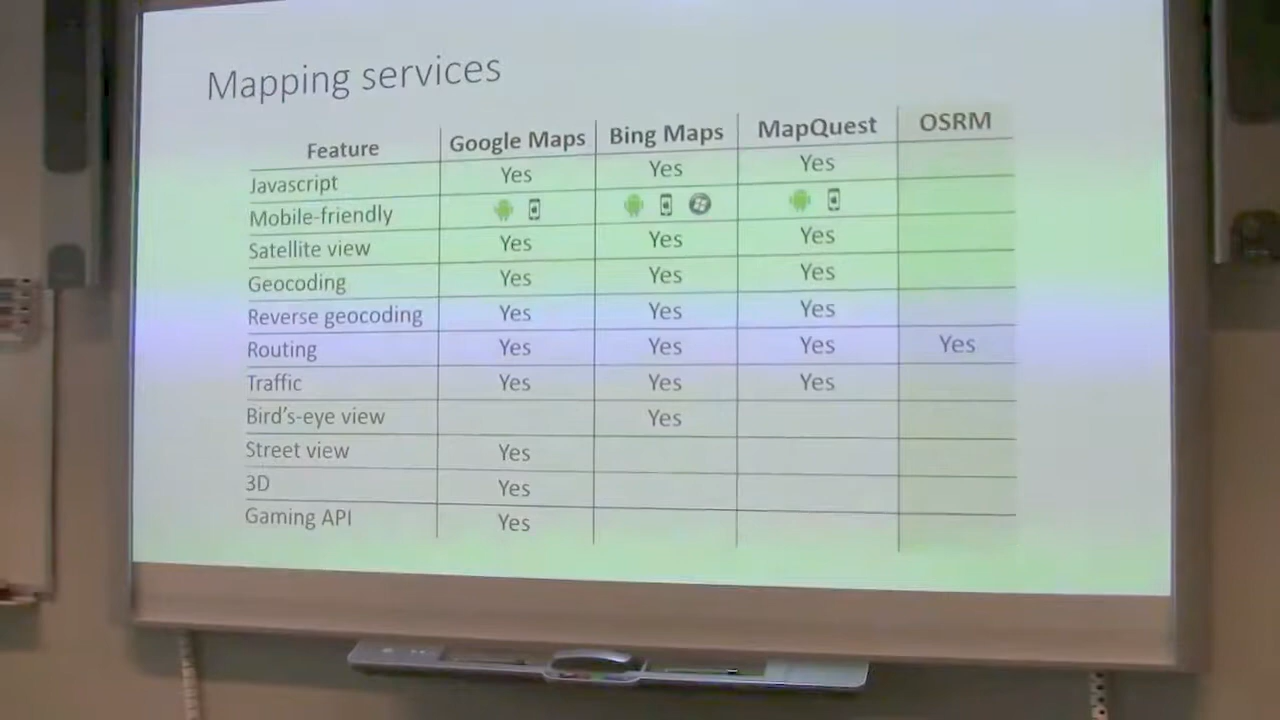 Mapping services
Feature Google Maps Bing Maps MapQuest OSRM
Javascript Yes Yes Yes
Mobile-friendly
Satellite view Yes Yes Yes
Geocoding Yes Yes Yes
Reverse geocoding Yes Yes Yes
Routing Yes Yes Yes Yes
Traffic Yes Yes Yes
Bird's-eye view Yes
Street view Yes
3D Yes
Gaming API Yes